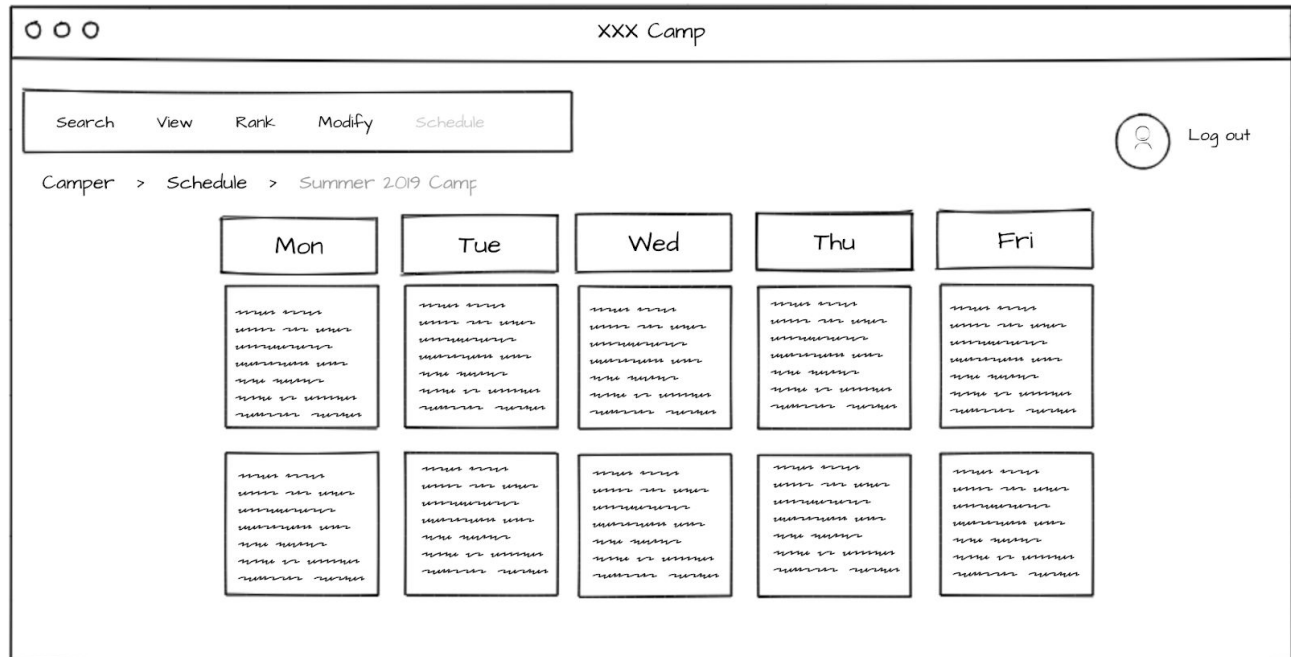 XXX Camp
Search View Rank Modify Schedule
Log out
Camper > Schedule > Summer 2019 Camp
Mon Tue Wed Thu Fri